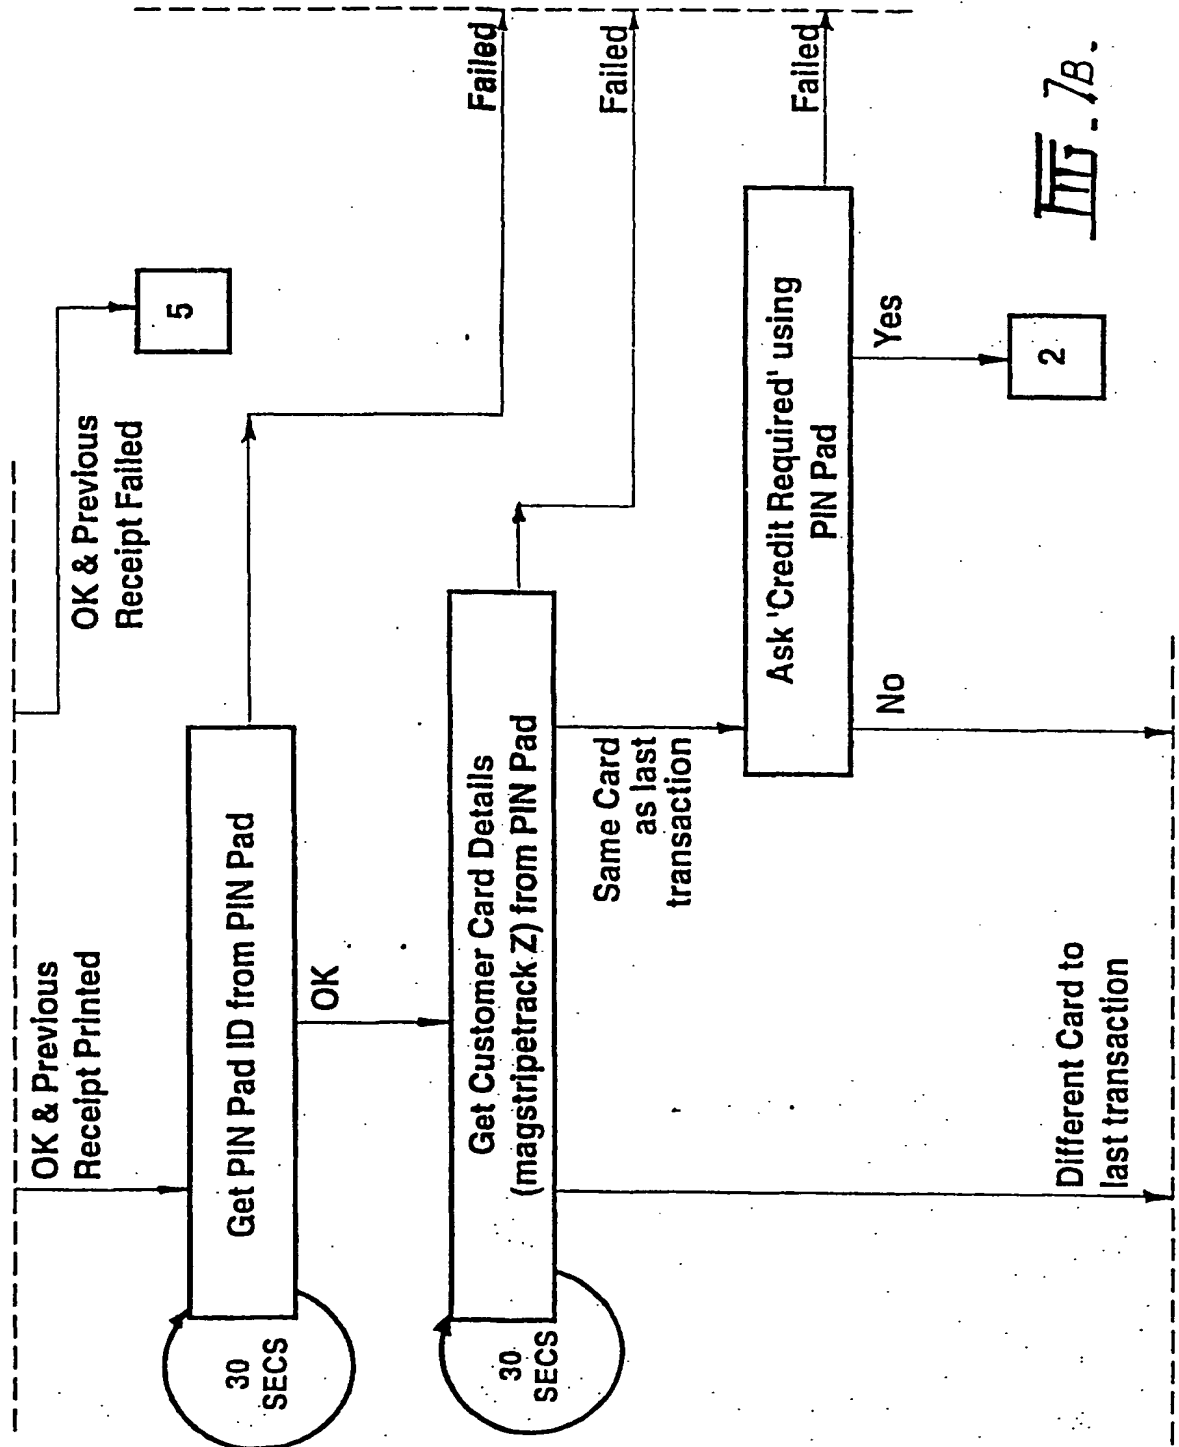 OK & Previous
Receipt Printed
OK & Previous
Receipt Failed
5
Get PIN Pad ID from PIN Pad
30
SECS
OK
Failed
Get Customer Card Details
(magstripetrack Z) from PIN Pad
30
SECS
Failed
Same Card
as last
transaction
Ask 'Credit Required' using
PIN Pad
Failed
No
Yes
2
Different Card to
last transaction
FIG. 7B.